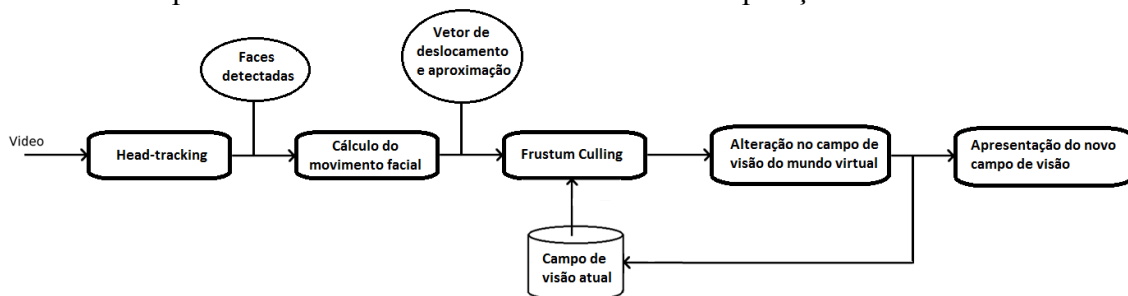 Faces
detectadas
Vetor de
deslocamento
e aproximação
Video
Head-tracking
Cálculo do
movimento facial
Frustum Culling
Alteração no campo de
visão do mundo virtual
Apresentação do novo
campo de visão
Campo de
visão atual